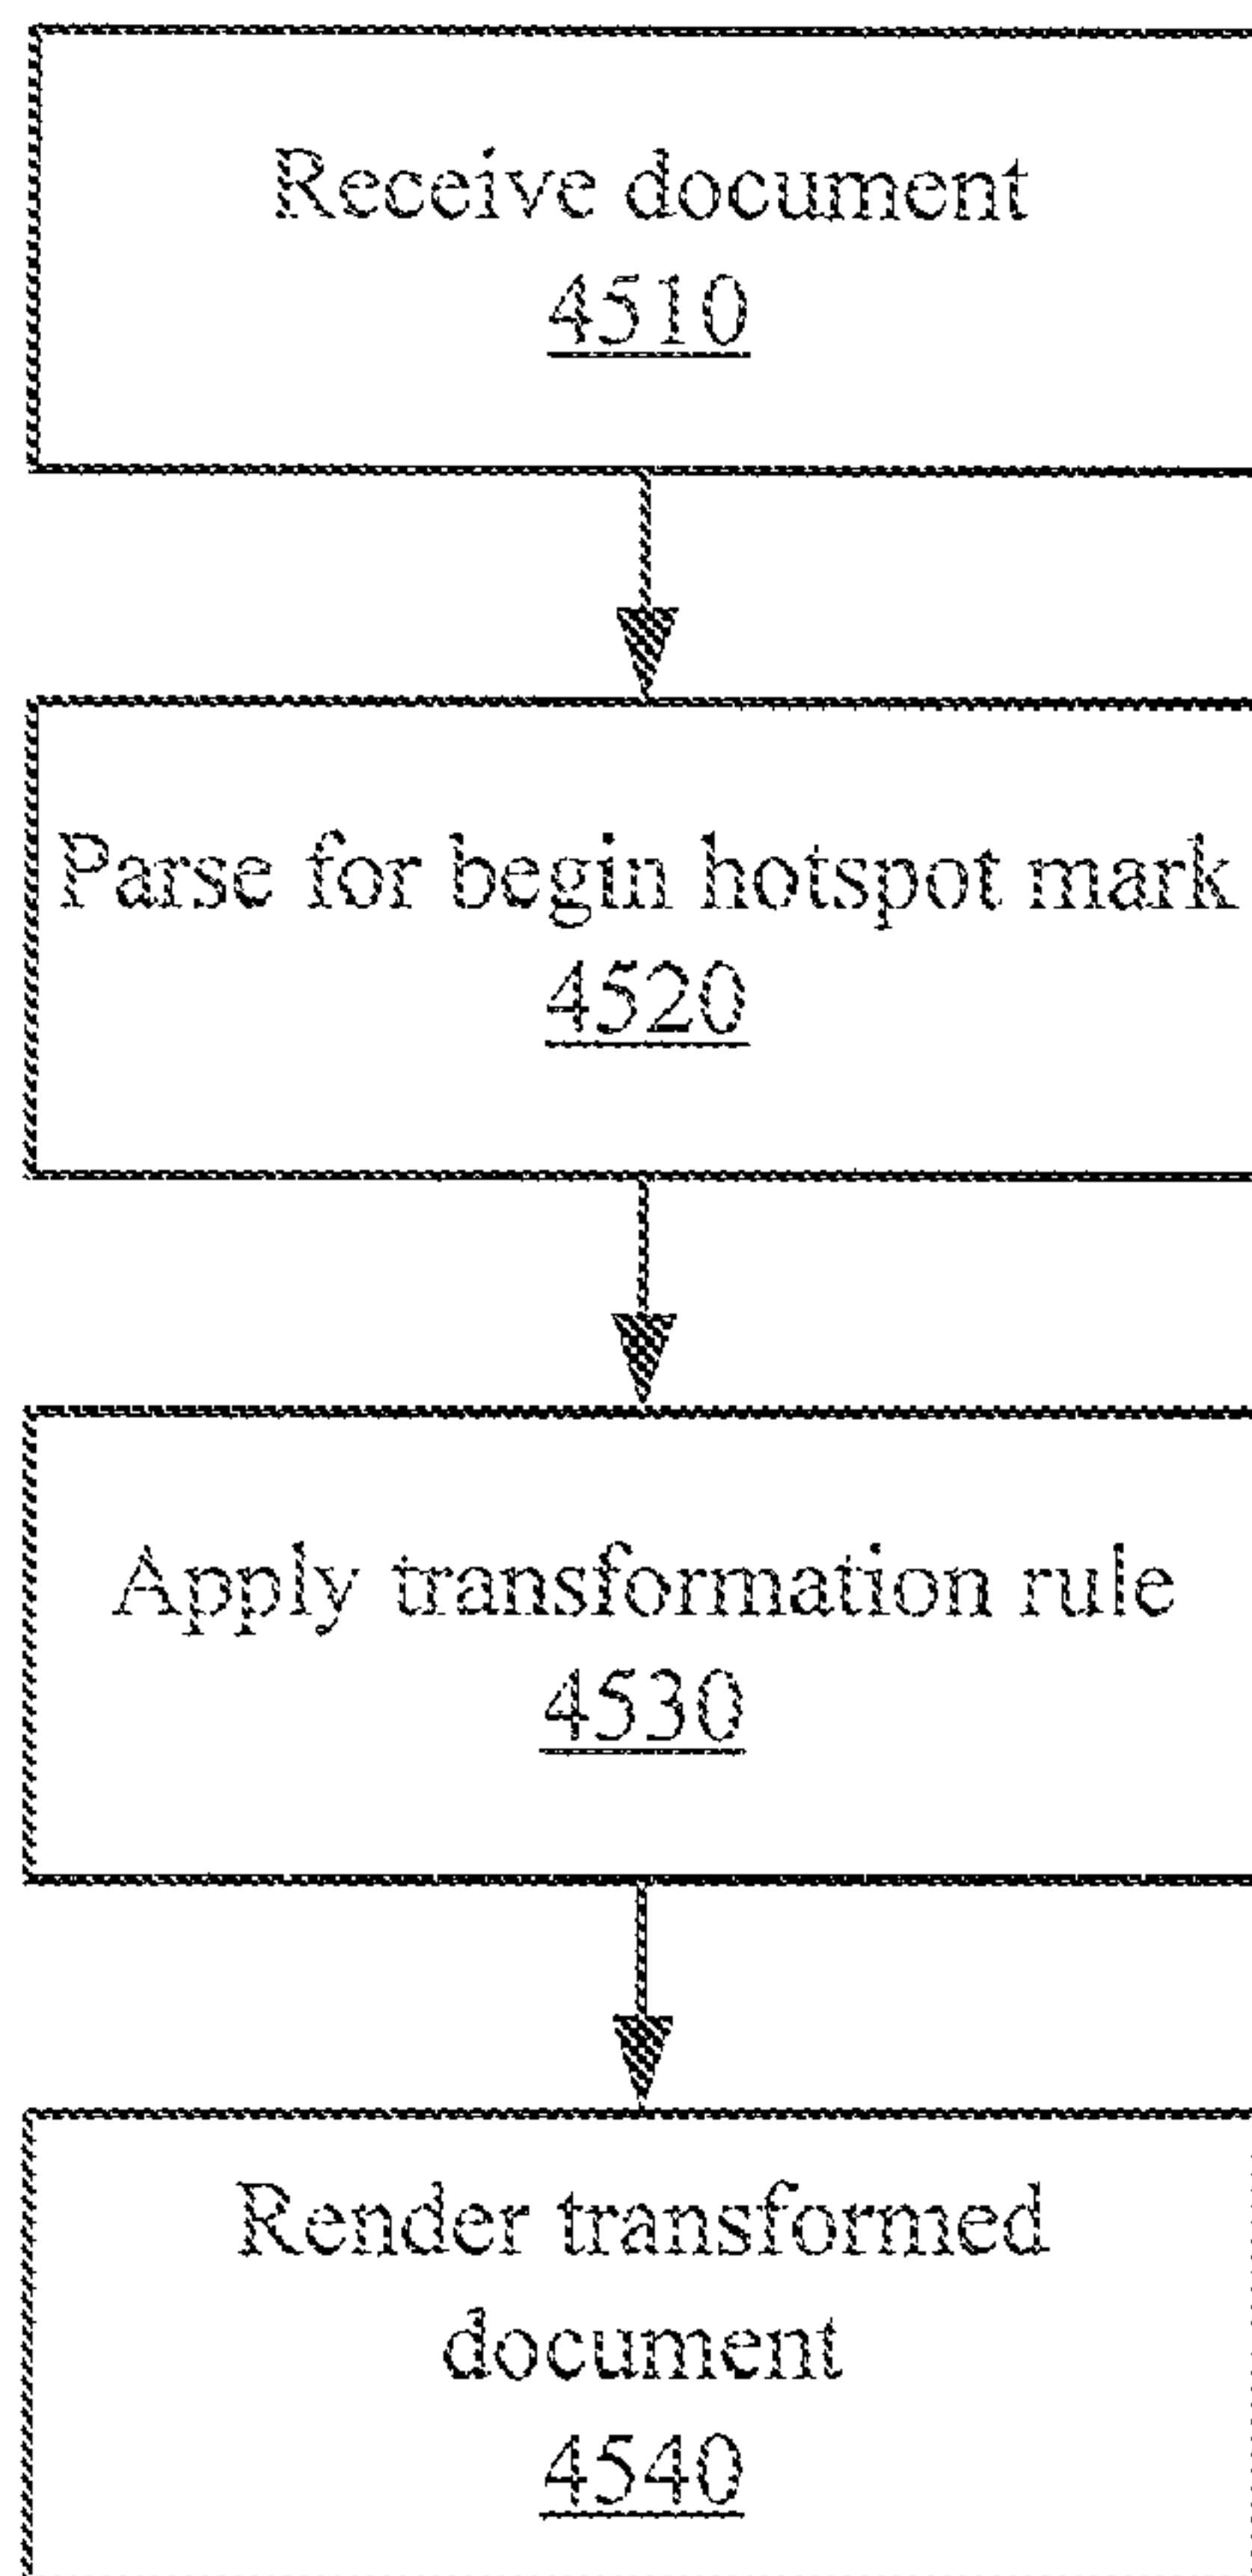 Receive document
4510
Parse for begin hotspot mark
4520
Apply transformation rule
4530
Render transformed
document
4540